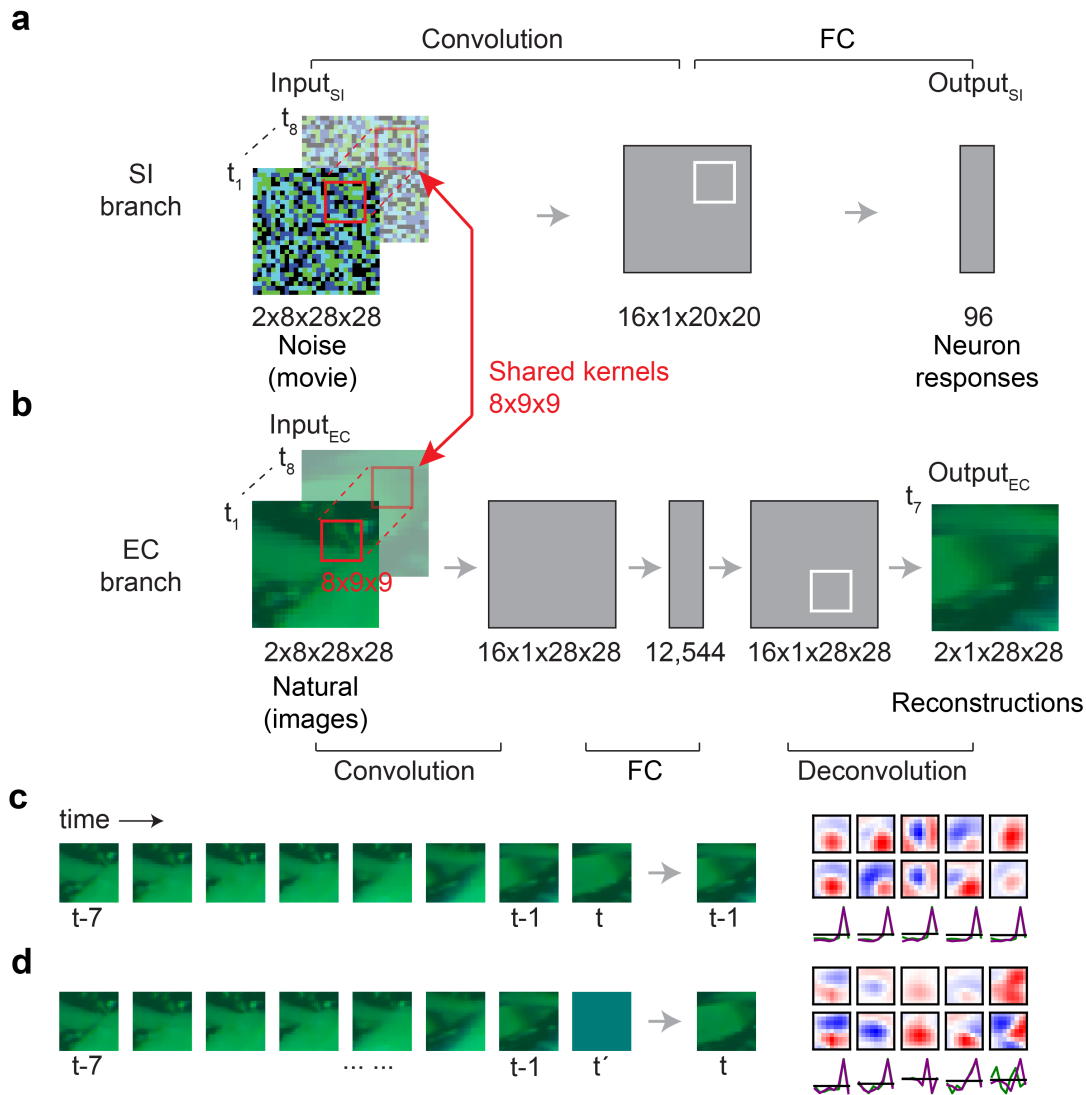 a
Convolution
FC
Input_SI
Output_SI
t_8
t_1
SI
branch
2x8x28x28
16x1x20x20
96
Noise
(movie)
Neuron
responses
Shared kernels
8x9x9
b
Input_EC
t_8
t_1
Output_EC
t_7
EC
branch
8x9x9
2x8x28x28
16x1x28x28
12,544
16x1x28x28
2x1x28x28
Natural
(images)
Reconstructions
Convolution
FC
Deconvolution
c
time
t-7
t-1
t
t-1
d
t-7
... ...
t-1
t´
t